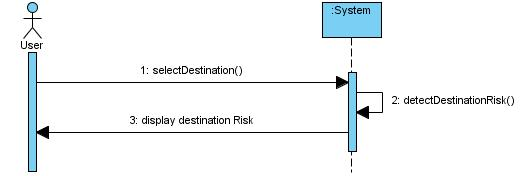 :System
User
1: selectDestination()
2: detectDestinationRisk()
3: display destination Risk